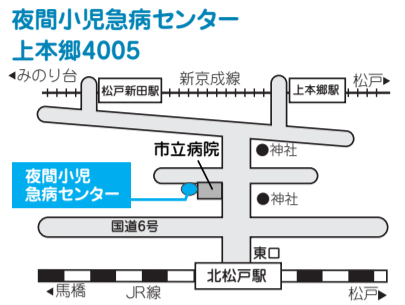 夜間小児急病センター
上本郷4005
◀みのり台
新京成線
松戸▶
松戸新田駅
上本郷駅
市立病院
●神社
夜間小児
急病センター
●神社
国道6号
東口
北松戸駅
◀馬橋
JR線
松戸▶